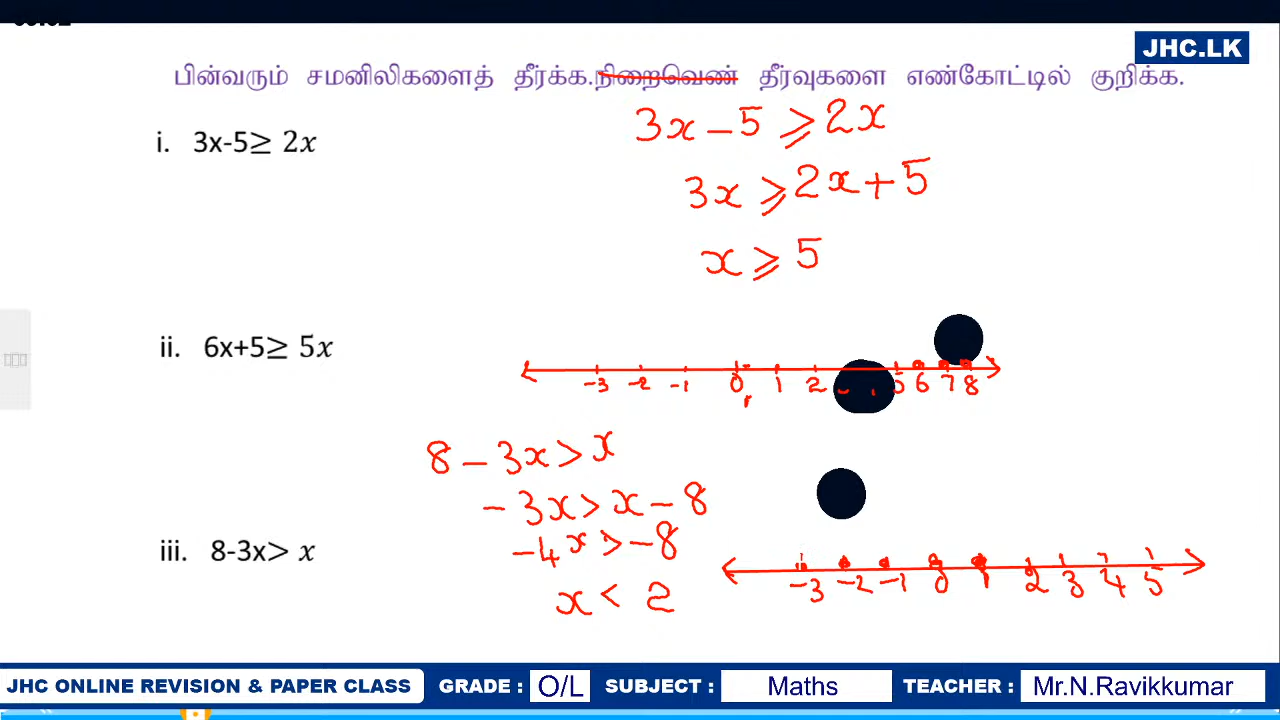 JHC.LK
பின்வரும் சமனிலிகளைத் தீர்க்க.நிறைவெண் தீர்வுகளை எண்கோட்டில் குறிக்க.
i. 3x-5≥ 2x
3x - 5 ≥ 2x
3x ≥ 2x + 5
x ≥ 5
ii. 6x+5≥ 5x
-3 -2 -1 0 1 2 5 6 7 8
8 - 3x > x
-3x > x - 8
-4x > -8
x < 2
iii. 8-3x> x
-3 -2 -1 0 1 2 3 4 5
JHC ONLINE REVISION & PAPER CLASS GRADE : O/L SUBJECT : Maths TEACHER : Mr.N.Ravikkumar